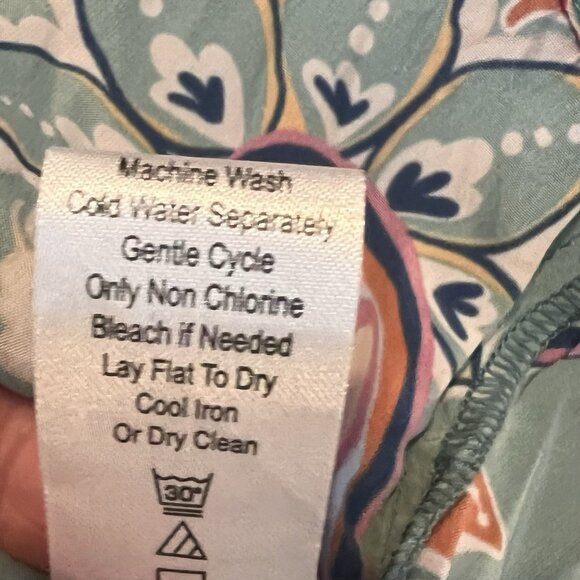 Machine Wash
Cold Water Separately
Gentle Cycle
Only Non Chlorine
Bleach if Needed
Lay Flat To Dry
Cool Iron
Or Dry Clean
30°